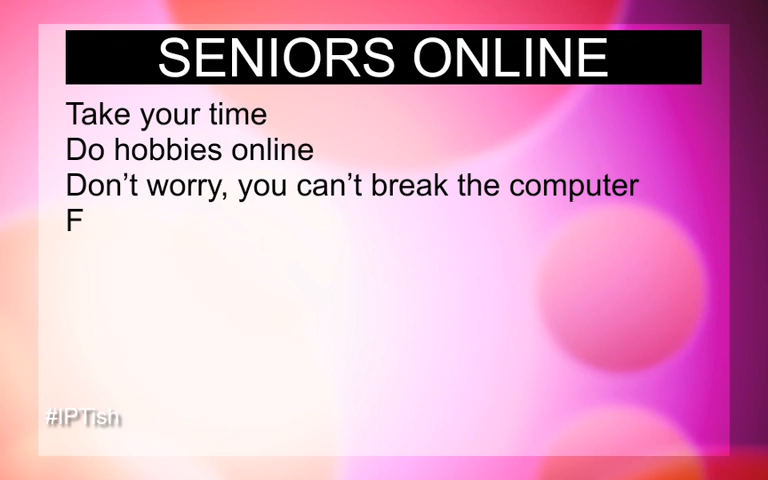 SENIORS ONLINE
Take your time
Do hobbies online
Don’t worry, you can’t break the computer
F
#IPTish